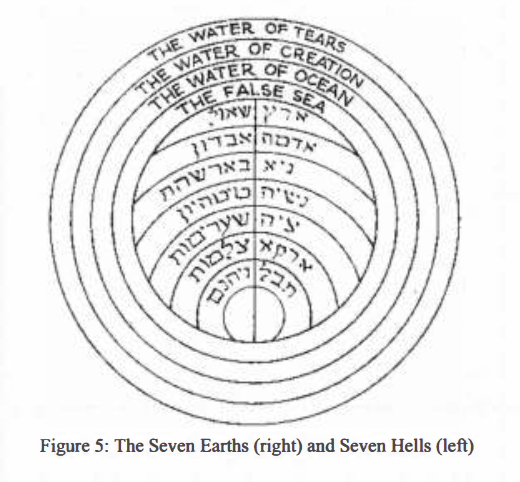 THE WATER OF TEARS
THE WATER OF CREATION
THE WATER OF OCEAN
THE FALSE SEA
ארץ שאול
אדמה אבדון
גיא בארשחת
נשיה
ציה שערימות
ארקא צלמות
תבל גיהנם
Figure 5: The Seven Earths (right) and Seven Hells (left)